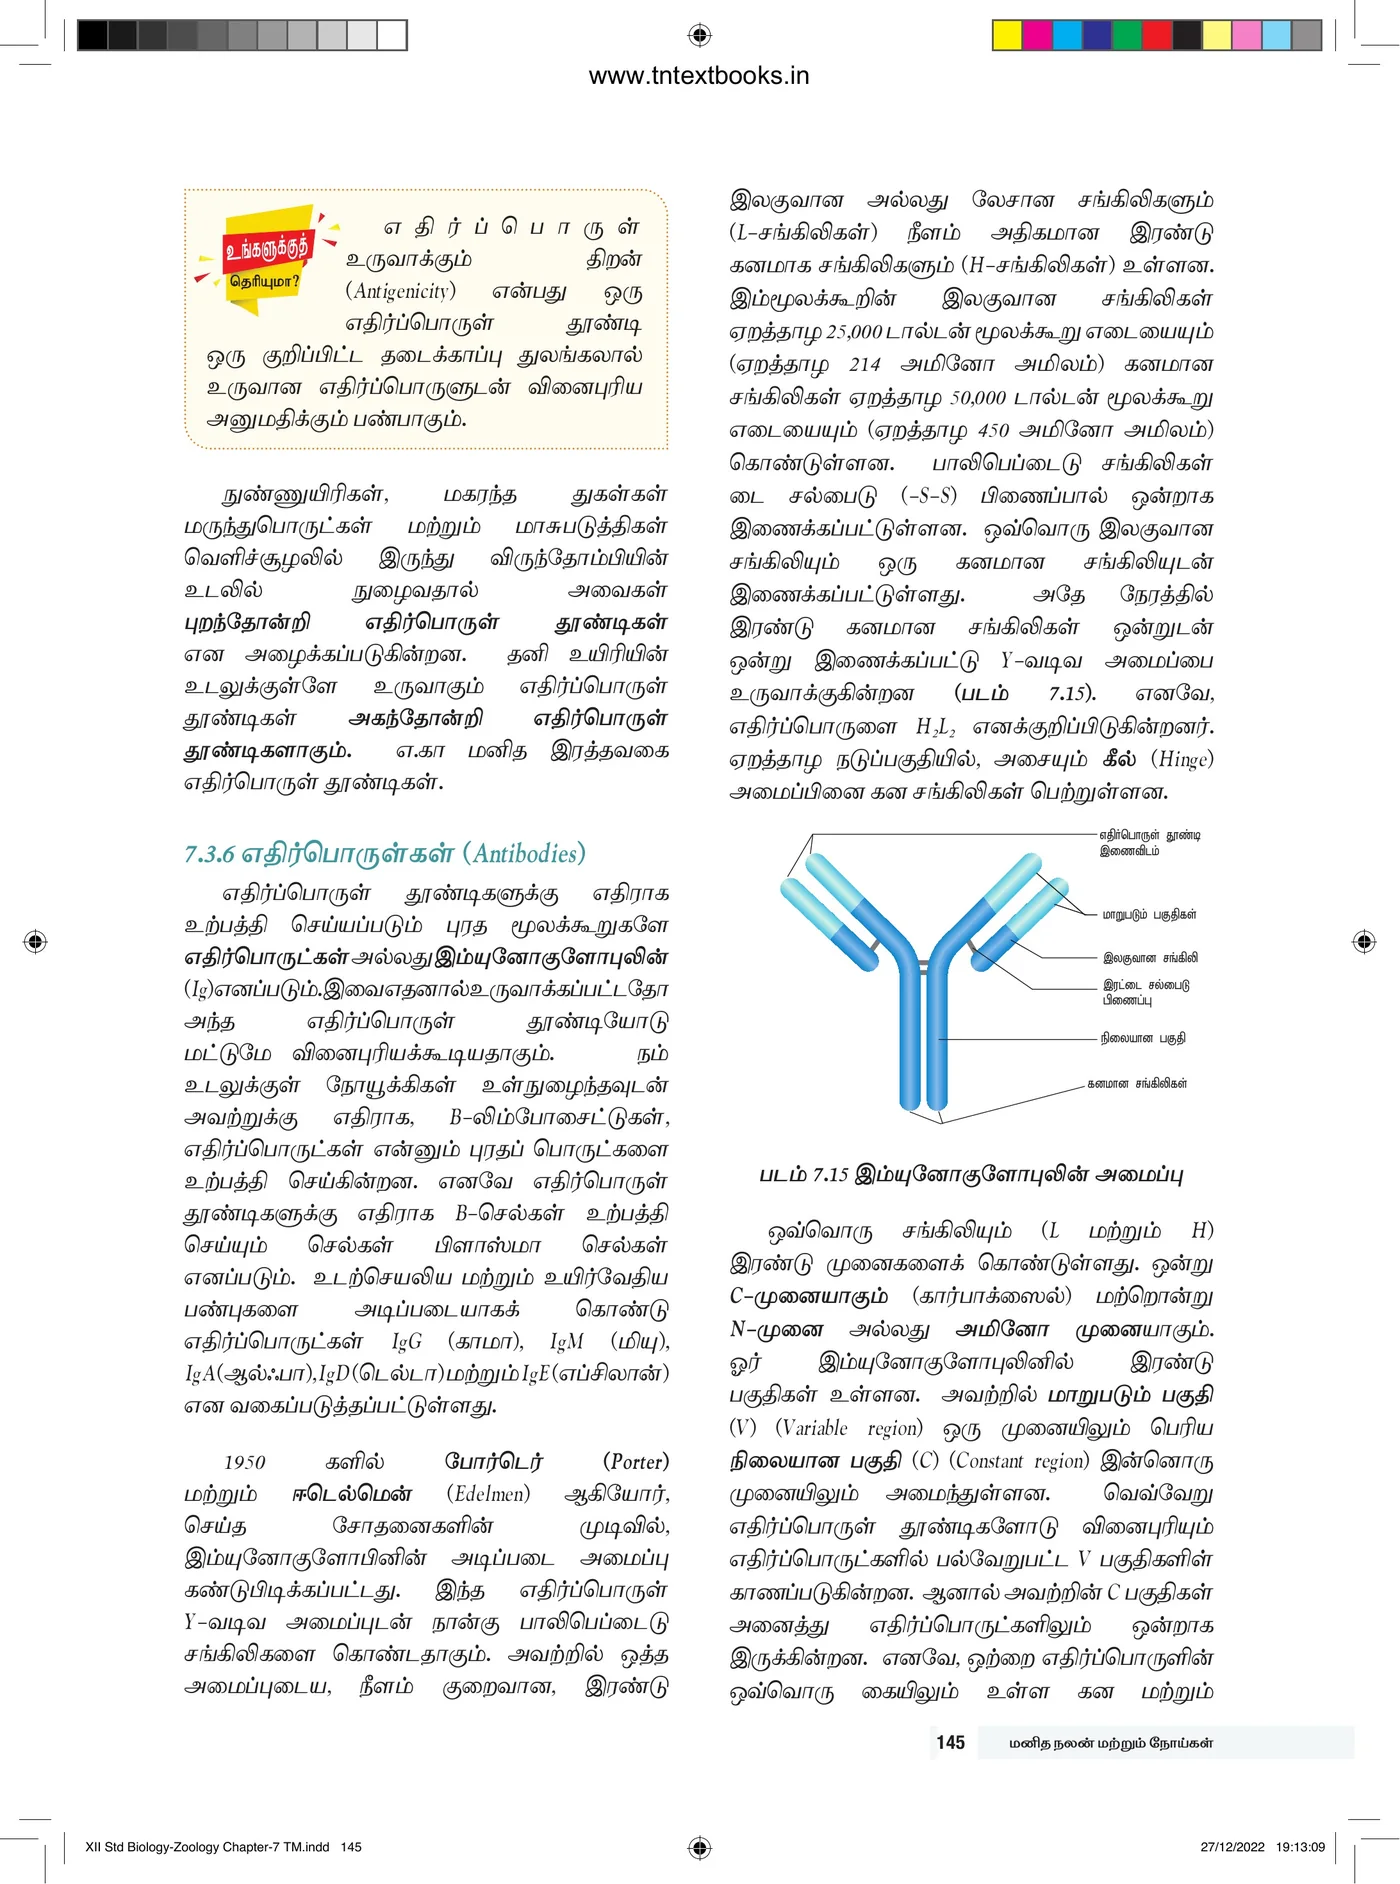 www.tntextbooks.in
உங்களுக்குத்
தெரியுமா?
எதிர்ப்பொருள்
உருவாக்கும் திறன்
(Antigenicity) என்பது ஒரு
எதிர்ப்பொருள் தூண்டி
ஒரு குறிப்பிட்ட தடைக்காப்பு துலங்கலால்
உருவான எதிர்ப்பொருளுடன் வினைபுரிய
அனுமதிக்கும் பண்பாகும்.
நுண்ணுயிரிகள், மகரந்த துகள்கள்
மருந்துபொருட்கள் மற்றும் மாசுபடுத்திகள்
வெளிச்சூழலில் இருந்து விருந்தோம்பியின்
உடலில் நுழைவதால் அவைகள்
புறந்தோன்றி எதிர்பொருள் தூண்டிகள்
என அழைக்கப்படுகின்றன. தனி உயிரியின்
உடலுக்குள்ளே உருவாகும் எதிர்ப்பொருள்
தூண்டிகள் அகந்தோன்றி எதிர்பொருள்
தூண்டிகளாகும். எ.கா மனித இரத்தவகை
எதிர்பொருள் தூண்டிகள்.
7.3.6 எதிர்பொருள்கள் (Antibodies)
எதிர்ப்பொருள் தூண்டிகளுக்கு எதிராக
உற்பத்தி செய்யப்படும் புரத மூலக்கூறுகளே
எதிர்பொருட்கள் அல்லது இம்யுனோகுளோபுலின்
(Ig)எனப்படும்.இவைஎதனால்உருவாக்கப்பட்டதோ
அந்த எதிர்ப்பொருள் தூண்டியோடு
மட்டுமே வினைபுரியக்கூடியதாகும். நம்
உடலுக்குள் நோயூக்கிகள் உள்நுழைந்தவுடன்
அவற்றுக்கு எதிராக, B-லிம்போசைட்டுகள்,
எதிர்ப்பொருட்கள் என்னும் புரதப் பொருட்களை
உற்பத்தி செய்கின்றன. எனவே எதிர்பொருள்
தூண்டிகளுக்கு எதிராக B-செல்கள் உற்பத்தி
செய்யும் செல்கள் பிளாஸ்மா செல்கள்
எனப்படும். உடற்செயலிய மற்றும் உயிர்வேதிய
பண்புகளை அடிப்படையாகக் கொண்டு
எதிர்ப்பொருட்கள் IgG (காமா), IgM (மியு),
IgA(ஆல்ஃபா),IgD(டெல்டா)மற்றும் IgE(எப்சிலான்)
என வகைப்படுத்தப்பட்டுள்ளது.
1950 களில் போர்டெர் (Porter)
மற்றும் ஈடெல்மென் (Edelmen) ஆகியோர்,
செய்த சோதனைகளின் முடிவில்,
இம்யுனோகுளோபினின் அடிப்படை அமைப்பு
கண்டுபிடிக்கப்பட்டது. இந்த எதிர்ப்பொருள்
Y-வடிவ அமைப்புடன் நான்கு பாலிபெப்டைடு
சங்கிலிகளை கொண்டதாகும். அவற்றில் ஒத்த
அமைப்புடைய, நீளம் குறைவான, இரண்டு
இலகுவான அல்லது லேசான சங்கிலிகளும்
(L-சங்கிலிகள்) நீளம் அதிகமான இரண்டு
கனமாக சங்கிலிகளும் (H-சங்கிலிகள்) உள்ளன.
இம்மூலக்கூறின் இலகுவான சங்கிலிகள்
ஏறத்தாழ 25,000 டால்டன் மூலக்கூறு எடையையும்
(ஏறத்தாழ 214 அமினோ அமிலம்) கனமான
சங்கிலிகள் ஏறத்தாழ 50,000 டால்டன் மூலக்கூறு
எடையையும் (ஏறத்தாழ 450 அமினோ அமிலம்)
கொண்டுள்ளன. பாலிபெப்டைடு சங்கிலிகள்
டை சல்பைடு (-S-S) பிணைப்பால் ஒன்றாக
இணைக்கப்பட்டுள்ளன. ஒவ்வொரு இலகுவான
சங்கிலியும் ஒரு கனமான சங்கிலியுடன்
இணைக்கப்பட்டுள்ளது. அதே நேரத்தில்
இரண்டு கனமான சங்கிலிகள் ஒன்றுடன்
ஒன்று இணைக்கப்பட்டு Y-வடிவ அமைப்பை
உருவாக்குகின்றன (படம் 7.15). எனவே,
எதிர்ப்பொருளை H₂L₂ எனக்குறிப்பிடுகின்றனர்.
ஏறத்தாழ நடுப்பகுதியில், அசையும் கீல் (Hinge)
அமைப்பினை கன சங்கிலிகள் பெற்றுள்ளன.
எதிர்பொருள் தூண்டி
இணைவிடம்
மாறுபடும் பகுதிகள்
இலகுவான சங்கிலி
இரட்டை சல்பைடு
பிணைப்பு
நிலையான பகுதி
கனமான சங்கிலிகள்
படம் 7.15 இம்யுனோகுளோபுலின் அமைப்பு
ஒவ்வொரு சங்கிலியும் (L மற்றும் H)
இரண்டு முனைகளைக் கொண்டுள்ளது. ஒன்று
C-முனையாகும் (கார்பாக்ஸைல்) மற்றொன்று
N-முனை அல்லது அமினோ முனையாகும்.
ஓர் இம்யுனோகுளோபுலினில் இரண்டு
பகுதிகள் உள்ளன. அவற்றில் மாறுபடும் பகுதி
(V) (Variable region) ஒரு முனையிலும் பெரிய
நிலையான பகுதி (C) (Constant region) இன்னொரு
முனையிலும் அமைந்துள்ளன. வெவ்வேறு
எதிர்ப்பொருள் தூண்டிகளோடு வினைபுரியும்
எதிர்ப்பொருட்களில் பல்வேறுபட்ட V பகுதிகளிள்
காணப்படுகின்றன. ஆனால் அவற்றின் C பகுதிகள்
அனைத்து எதிர்ப்பொருட்களிலும் ஒன்றாக
இருக்கின்றன. எனவே, ஒற்றை எதிர்ப்பொருளின்
ஒவ்வொரு கையிலும் உள்ள கன மற்றும்
145 மனித நலன் மற்றும் நோய்கள்
XII Std Biology-Zoology Chapter-7 TM.indd 145
27/12/2022 19:13:09